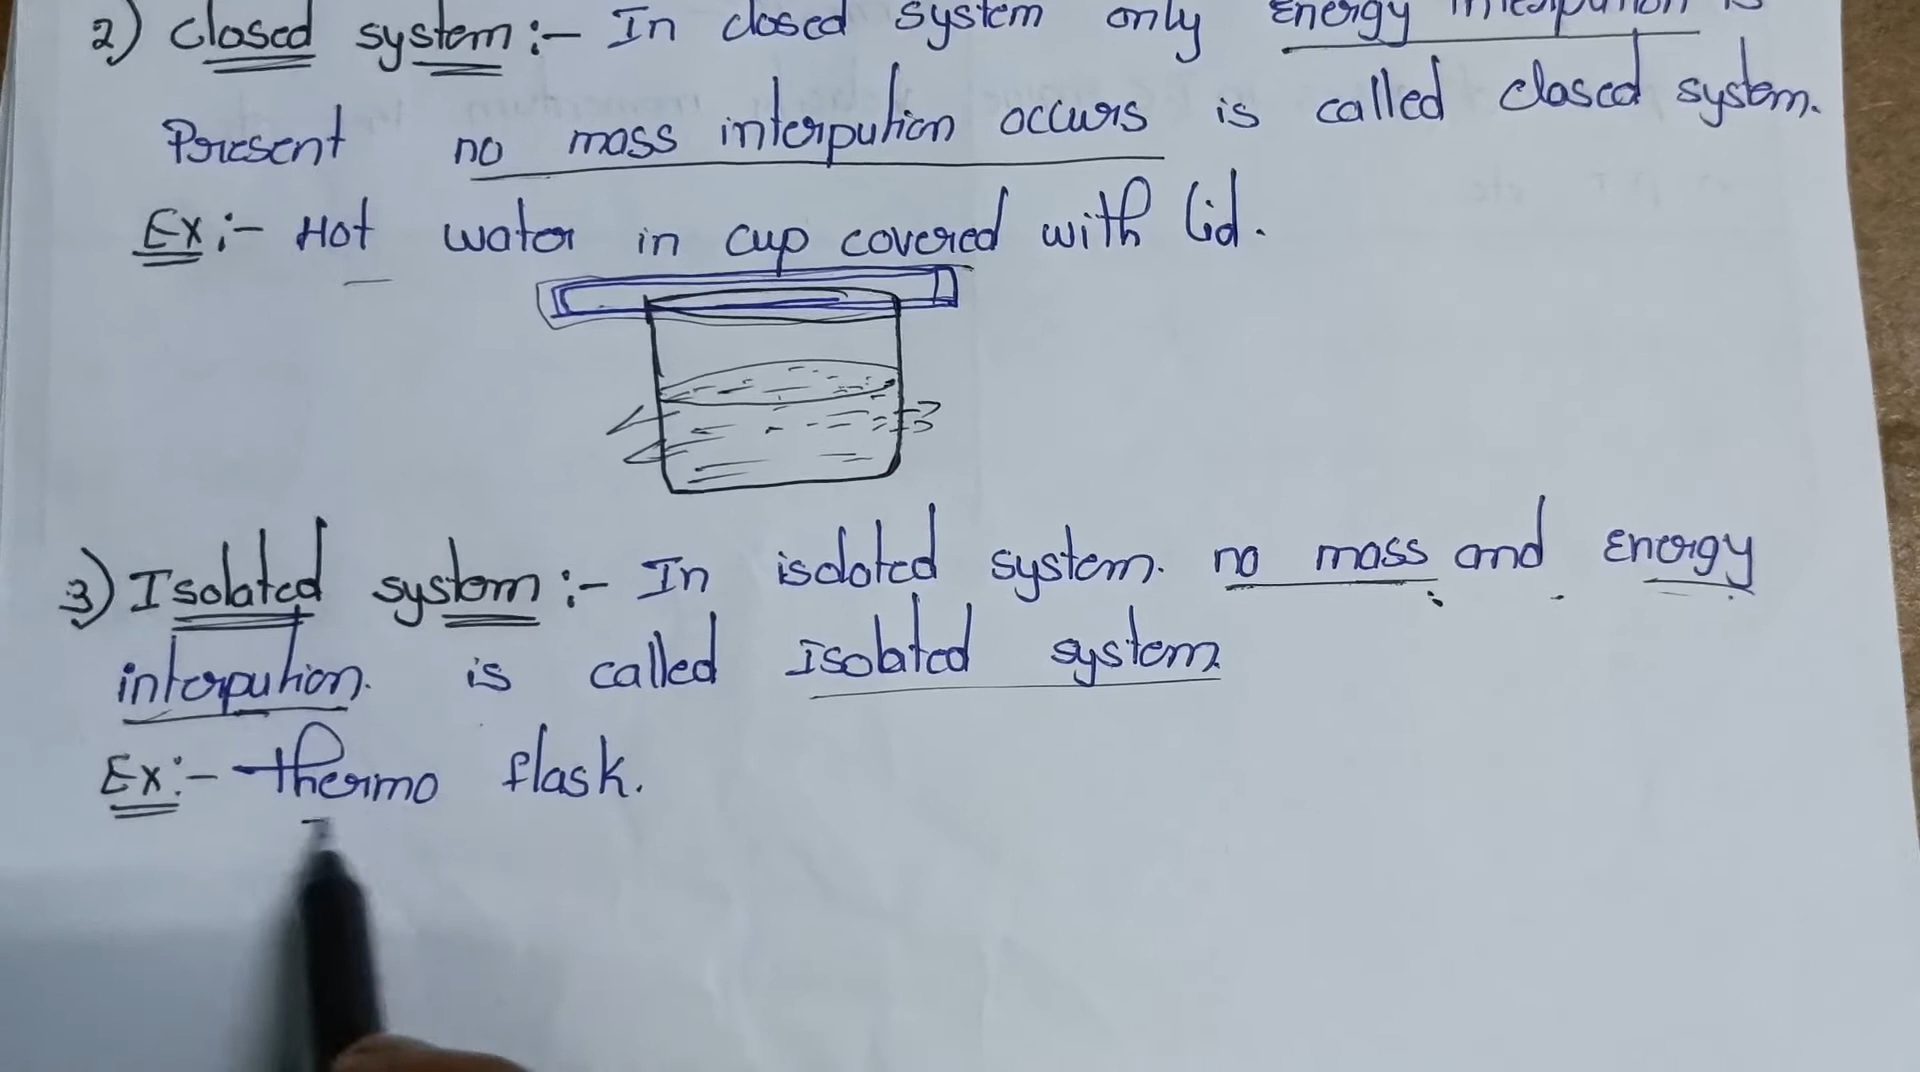 2) Closed system :- In closed system only Energy interpution is
Present no mass interpution occurs is called closed system.
Ex :- Hot water in cup covered with lid.
3) Isolated system :- In isolated system. no mass and Energy
interpution. is called Isolated system
Ex :- thermo flask.